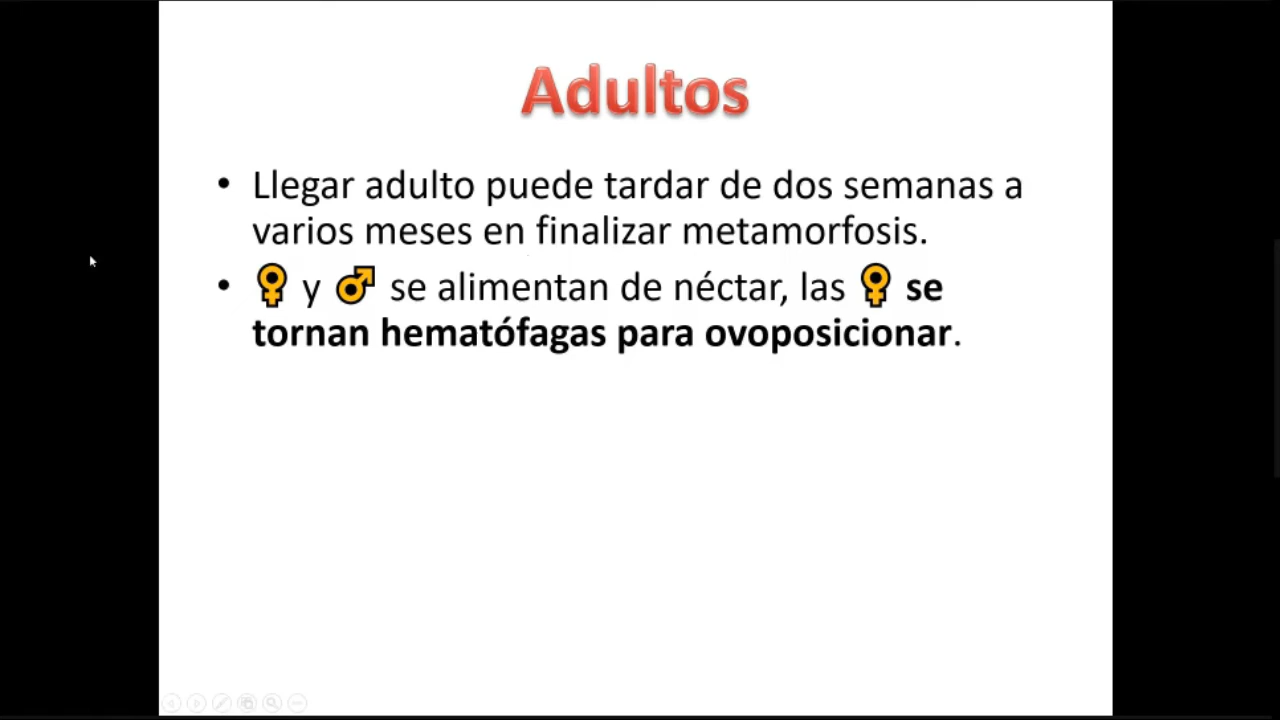 Adultos
• Llegar adulto puede tardar de dos semanas a
varios meses en finalizar metamorfosis.
• ♀ y ♂ se alimentan de néctar, las ♀ se
tornan hematófagas para ovoposicionar.